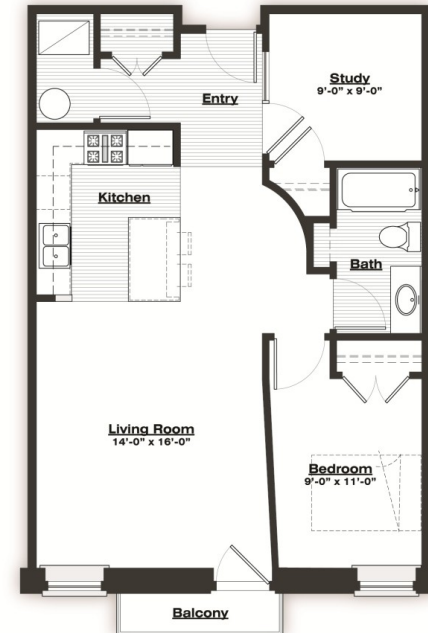 Study
9'-0" x 9'-0"
Entry
Kitchen
Bath
Living Room
14'-0" x 16'-0"
Bedroom
9'-0" x 11'-0"
Balcony